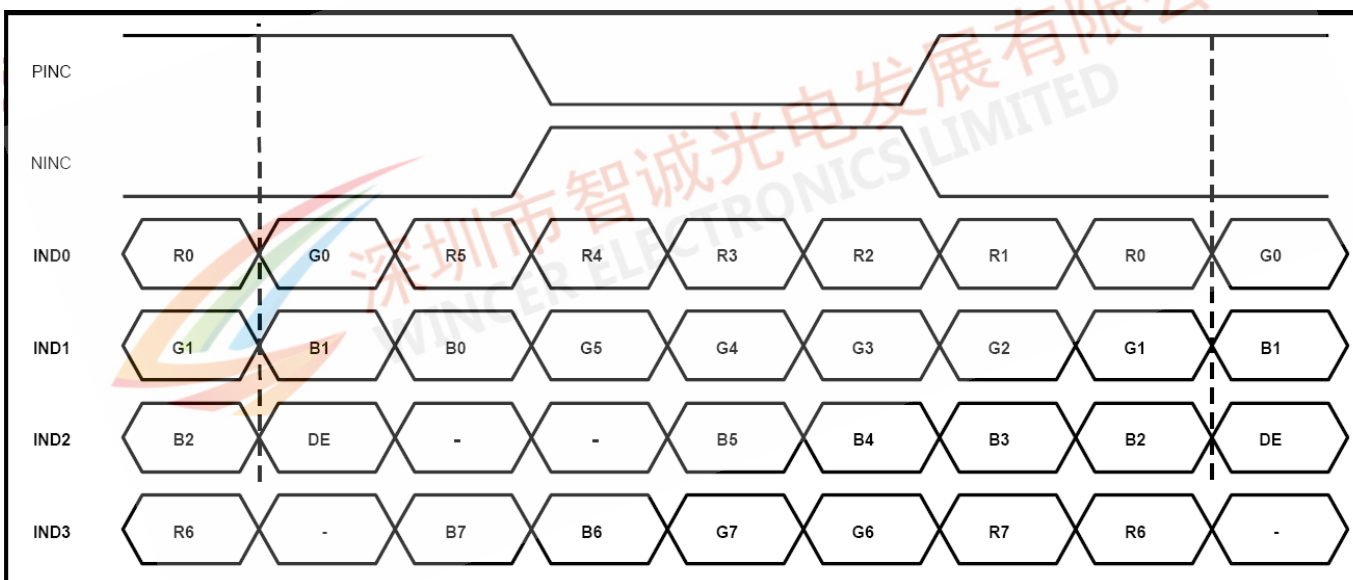 PINC
NINC
IND0 R0 G0 R5 R4 R3 R2 R1 R0 G0
IND1 G1 B1 B0 G5 G4 G3 G2 G1 B1
IND2 B2 DE - - B5 B4 B3 B2 DE
IND3 R6 - B7 B6 G7 G6 R7 R6 -
深圳市智诚光电发展有限公
WINCER ELECTRONICS LIMITED